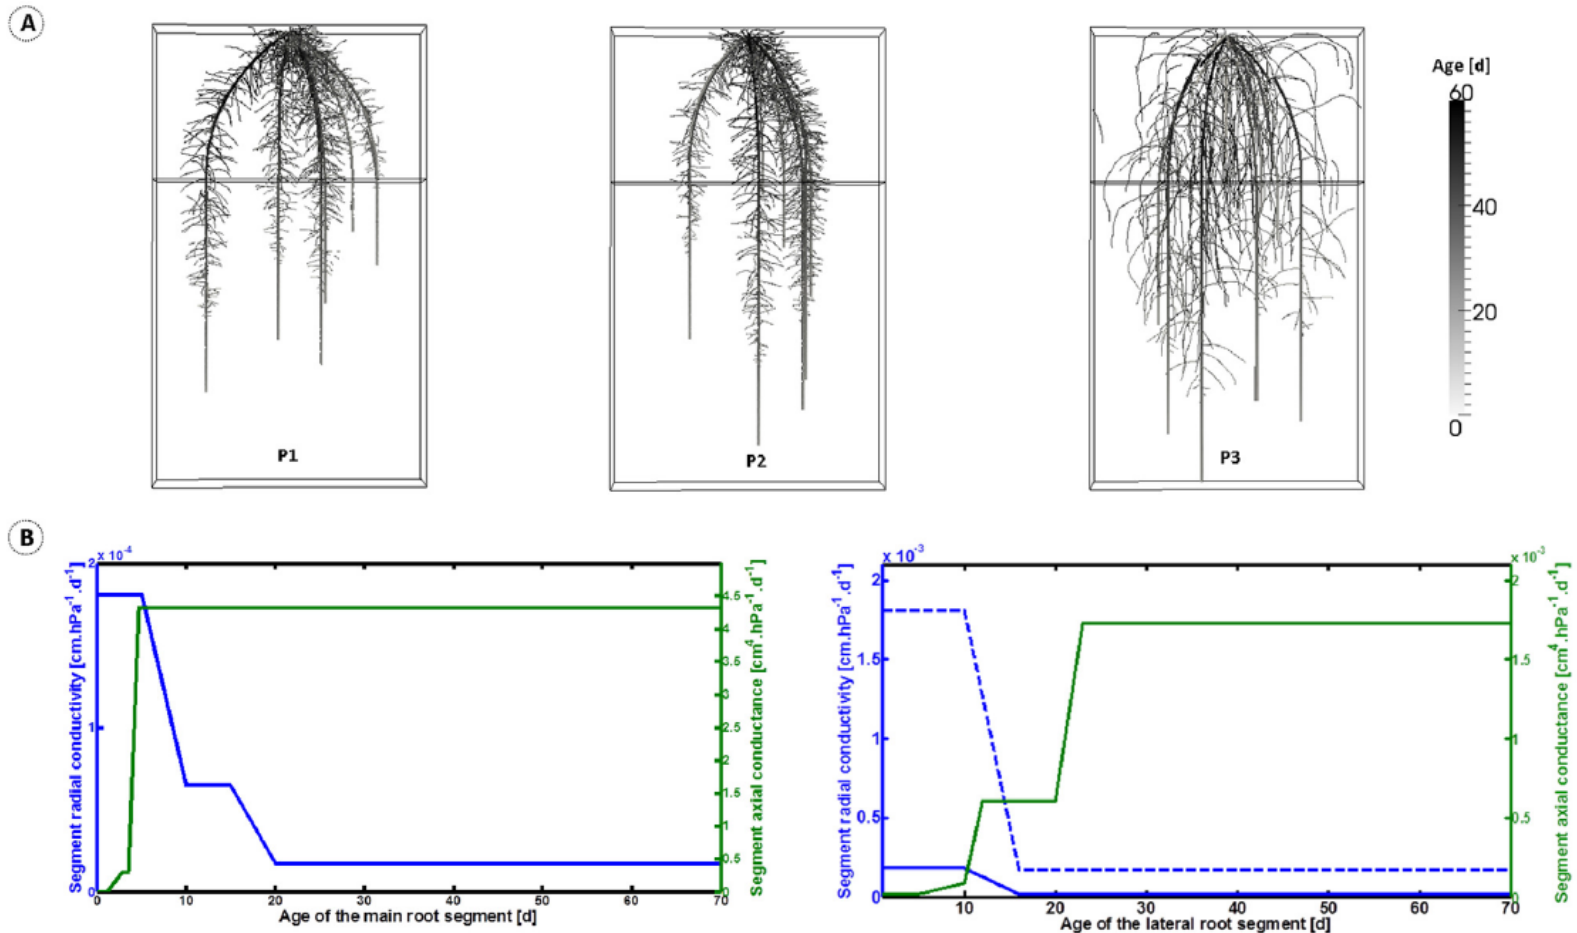 A
Age [d]
60
40
20
0
P1
P2
P3
B
x 10⁻⁴
2
1
0
Segment radial conductivity [cm.hPa⁻¹.d⁻¹]
4.5
4
3.5
3
2.5
2
1.5
1
0.5
0
Segment axial conductance [cm⁴.hPa⁻¹.d⁻¹]
0 10 20 30 40 50 60 70
Age of the main root segment [d]
x 10⁻³
2
1.5
1
0.5
0
Segment radial conductivity [cm.hPa⁻¹.d⁻¹]
x 10⁻³
2
1.5
1
0.5
0
Segment axial conductance [cm⁴.hPa⁻¹.d⁻¹]
10 20 30 40 50 60 70
Age of the lateral root segment [d]